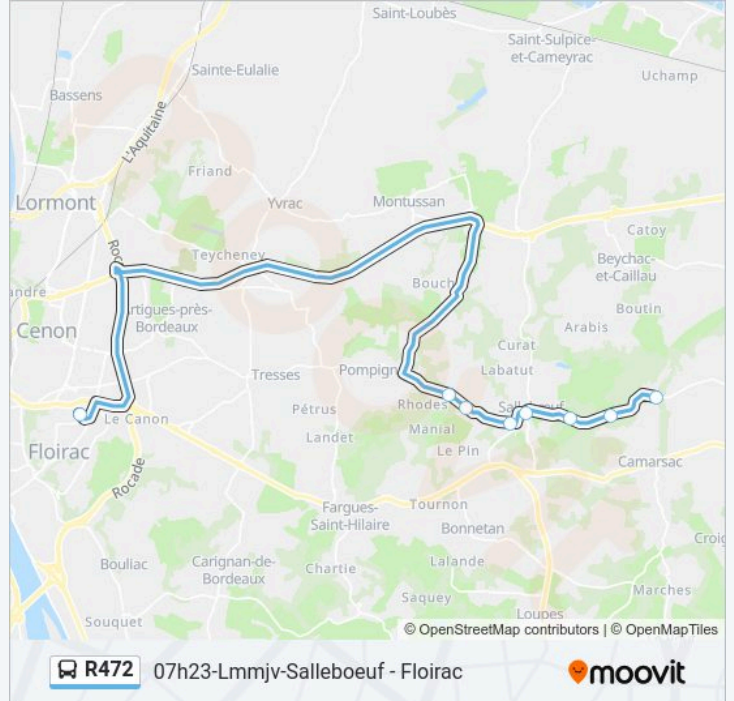 Saint-Loubès
Saint-Sulpice-
et-Cameyrac
Sainte-Eulalie
Uchamp
Bassens
L'Aquitaine
Friand
Lormont
Yvrac
Montussan
Catoy
Roc
Teycheney
Beychac-
et-Caillau
Bouch
andre
Boutin
rtigues-près-
Bordeaux
Arabis
Cenon
Curat
Pompign
Labatut
Tresses
Pétrus
Rhodes
Le Canon
Manial
Landet
Floirac
Le Pin
Camarsac
Rocade
Fargues-
Saint-Hilaire
Tournon
Bonnetan
Croig
Bouliac
Carignan-de-
Bordeaux
Chartie
Lalande
Marches
Saquey
Souquet
Loupes
© OpenStreetMap contributors | © OpenMapTiles
R472 07h23-Lmmjv-Salleboeuf - Floirac
moovit